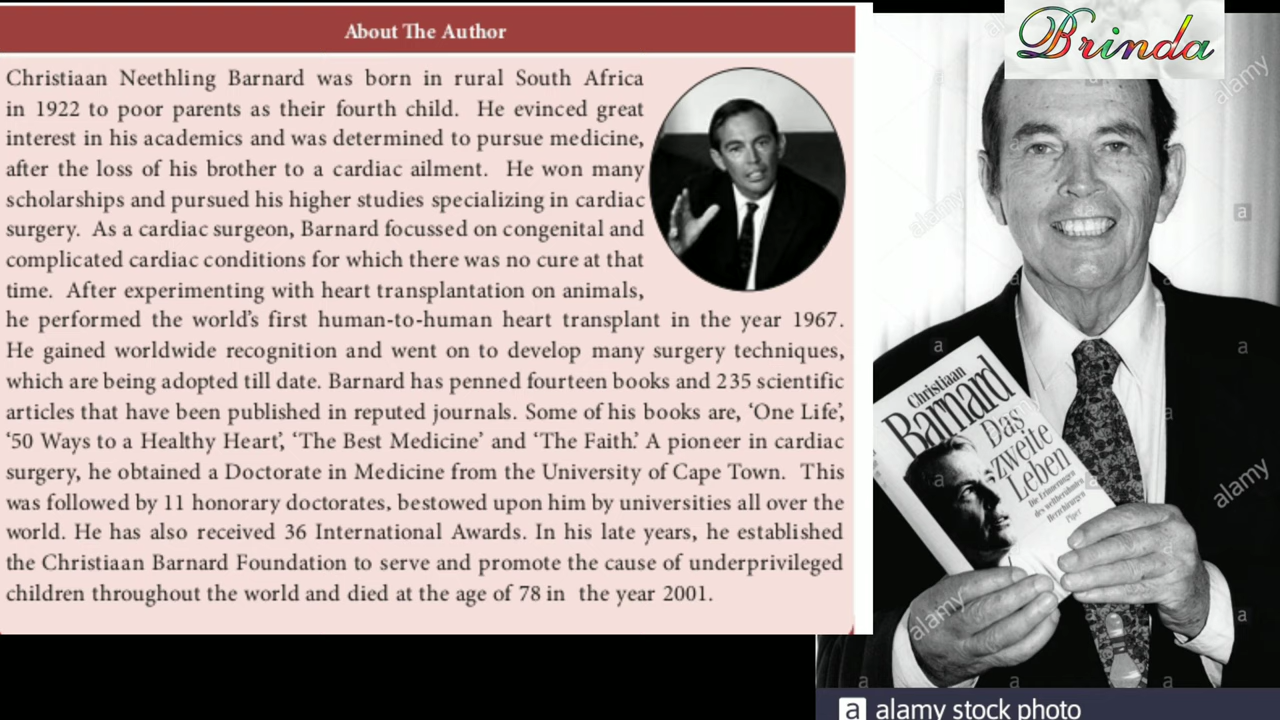 About The Author
Christiaan Neethling Barnard was born in rural South Africa
in 1922 to poor parents as their fourth child. He evinced great
interest in his academics and was determined to pursue medicine,
after the loss of his brother to a cardiac ailment. He won many
scholarships and pursued his higher studies specializing in cardiac
surgery. As a cardiac surgeon, Barnard focussed on congenital and
complicated cardiac conditions for which there was no cure at that
time. After experimenting with heart transplantation on animals,
he performed the world's first human-to-human heart transplant in the year 1967.
He gained worldwide recognition and went on to develop many surgery techniques,
which are being adopted till date. Barnard has penned fourteen books and 235 scientific
articles that have been published in reputed journals. Some of his books are, 'One Life',
'50 Ways to a Healthy Heart', 'The Best Medicine' and 'The Faith.' A pioneer in cardiac
surgery, he obtained a Doctorate in Medicine from the University of Cape Town. This
was followed by 11 honorary doctorates, bestowed upon him by universities all over the
world. He has also received 36 International Awards. In his late years, he established
the Christiaan Barnard Foundation to serve and promote the cause of underprivileged
children throughout the world and died at the age of 78 in the year 2001.
Brinda
alamy
alamy
alamy
alamy
Christiaan
Barnard
Das
zweite
Leben
Die Erinnerungen
des weltberühmten
Herzchirurgen
Piper
a alamy stock photo